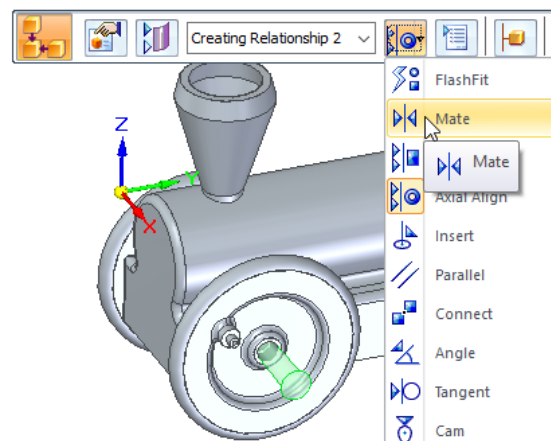 Creating Relationship 2
FlashFit
Mate
Mate
Axial Align
Insert
Parallel
Connect
Angle
Tangent
Cam
Z
Y
X